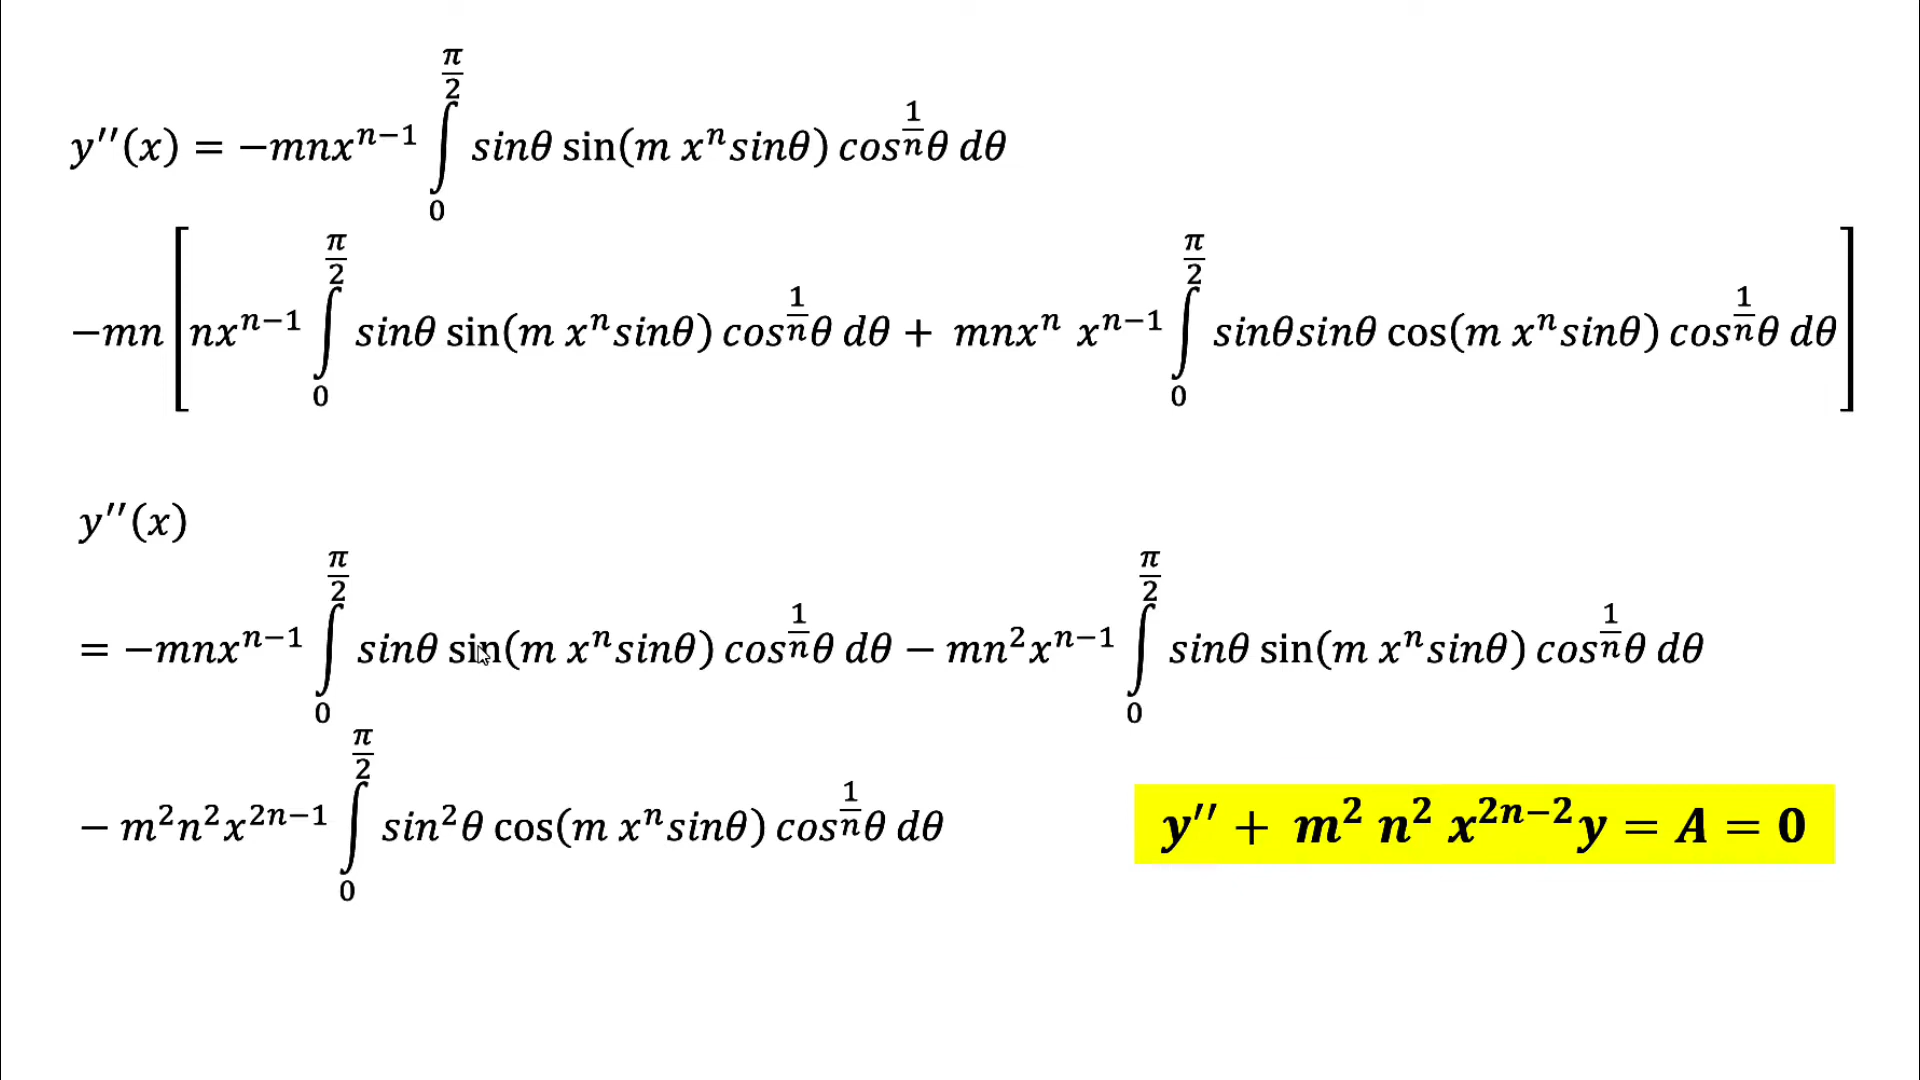 y''(x) = −mnx^{n−1} ∫_0^{π/2} sinθ sin(m x^n sinθ) cos^{1/n}θ dθ
−mn [nx^{n−1} ∫_0^{π/2} sinθ sin(m x^n sinθ) cos^{1/n}θ dθ + mnx^n x^{n−1} ∫_0^{π/2} sinθsinθ cos(m x^n sinθ) cos^{1/n}θ dθ]
y''(x)
= −mnx^{n−1} ∫_0^{π/2} sinθ sin(m x^n sinθ) cos^{1/n}θ dθ − mn^2x^{n−1} ∫_0^{π/2} sinθ sin(m x^n sinθ) cos^{1/n}θ dθ
− m^2n^2x^{2n−1} ∫_0^{π/2} sin^2θ cos(m x^n sinθ) cos^{1/n}θ dθ
y'' + m^2 n^2 x^{2n−2}y = A = 0